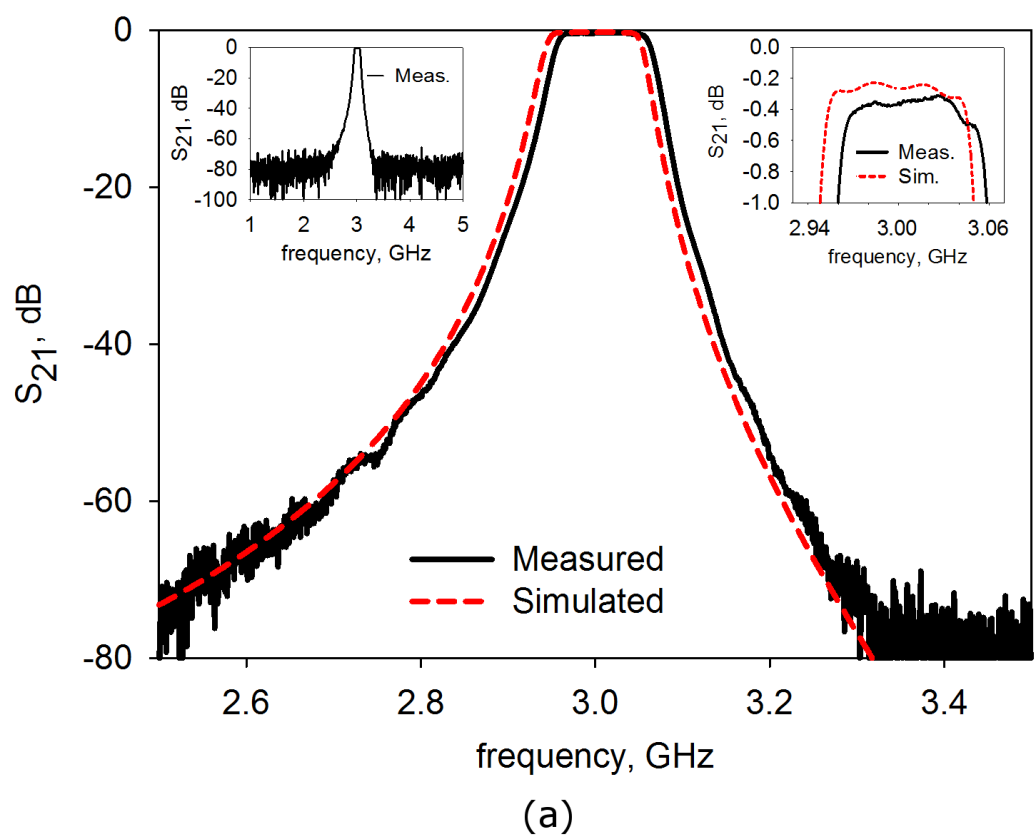 0
-20
-40
-60
-80
S21, dB
2.6 2.8 3.0 3.2 3.4
frequency, GHz
0
-20
-40
-60
-80
-100
S21, dB
Meas.
1 2 3 4 5
frequency, GHz
0.0
-0.2
-0.4
-0.6
-0.8
-1.0
S21, dB
Meas.
Sim.
2.94 3.00 3.06
frequency, GHz
Measured
Simulated
(a)